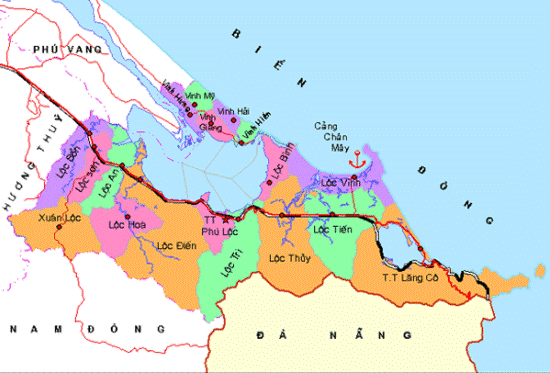 BIỂN
PHÚ VANG
Vinh Hưng
Vinh Mỹ
Vinh Hải
Vinh
Giang
Vinh Hiền
HƯƠNG THUỶ
Cảng
Chân
Mây
ĐÔNG
Lộc Bổn
Lộc Sơn
Lộc An
Lộc Bình
Lộc Vĩnh
Xuân Lộc
Lộc Hoà
TT
Phú Lộc
Lộc Điền
Lộc Trì
Lộc Thủy
Lộc Tiến
T.T Lăng Cô
NAM ĐÔNG
ĐÀ NẴNG